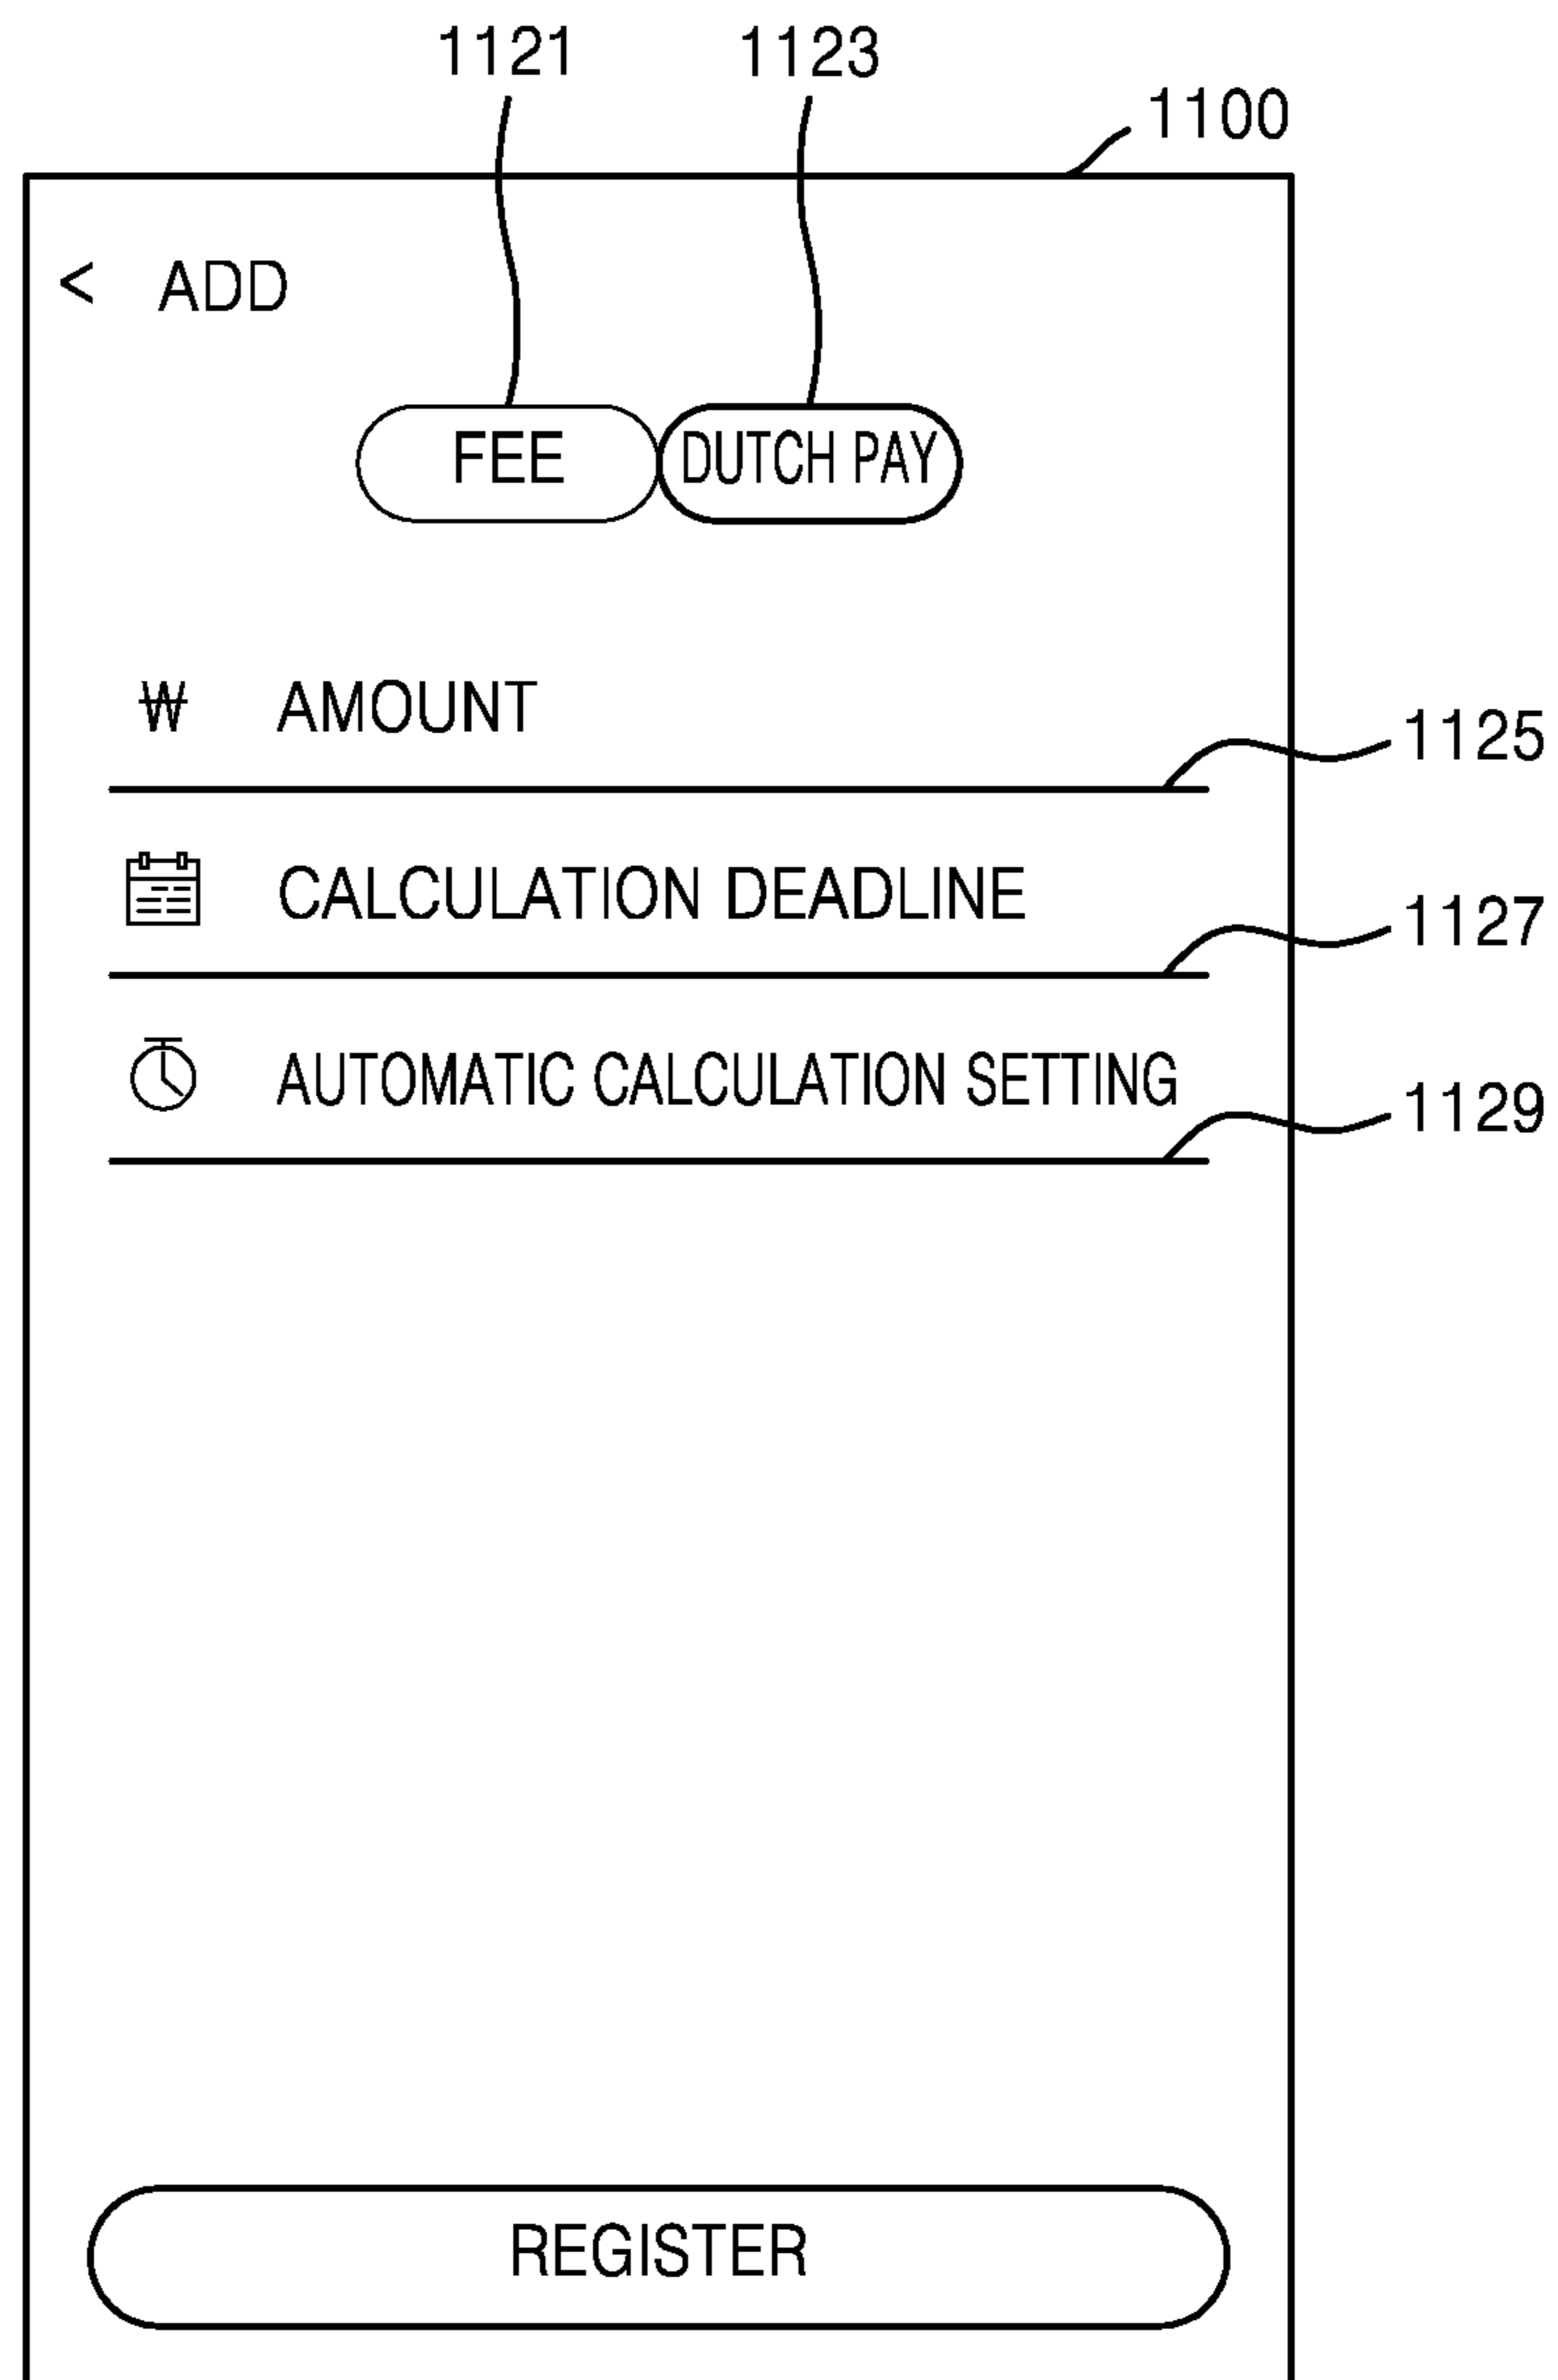 1121 1123
1100
< ADD
FEE DUTCH PAY
₩ AMOUNT
1125
CALCULATION DEADLINE
1127
AUTOMATIC CALCULATION SETTING
1129
REGISTER